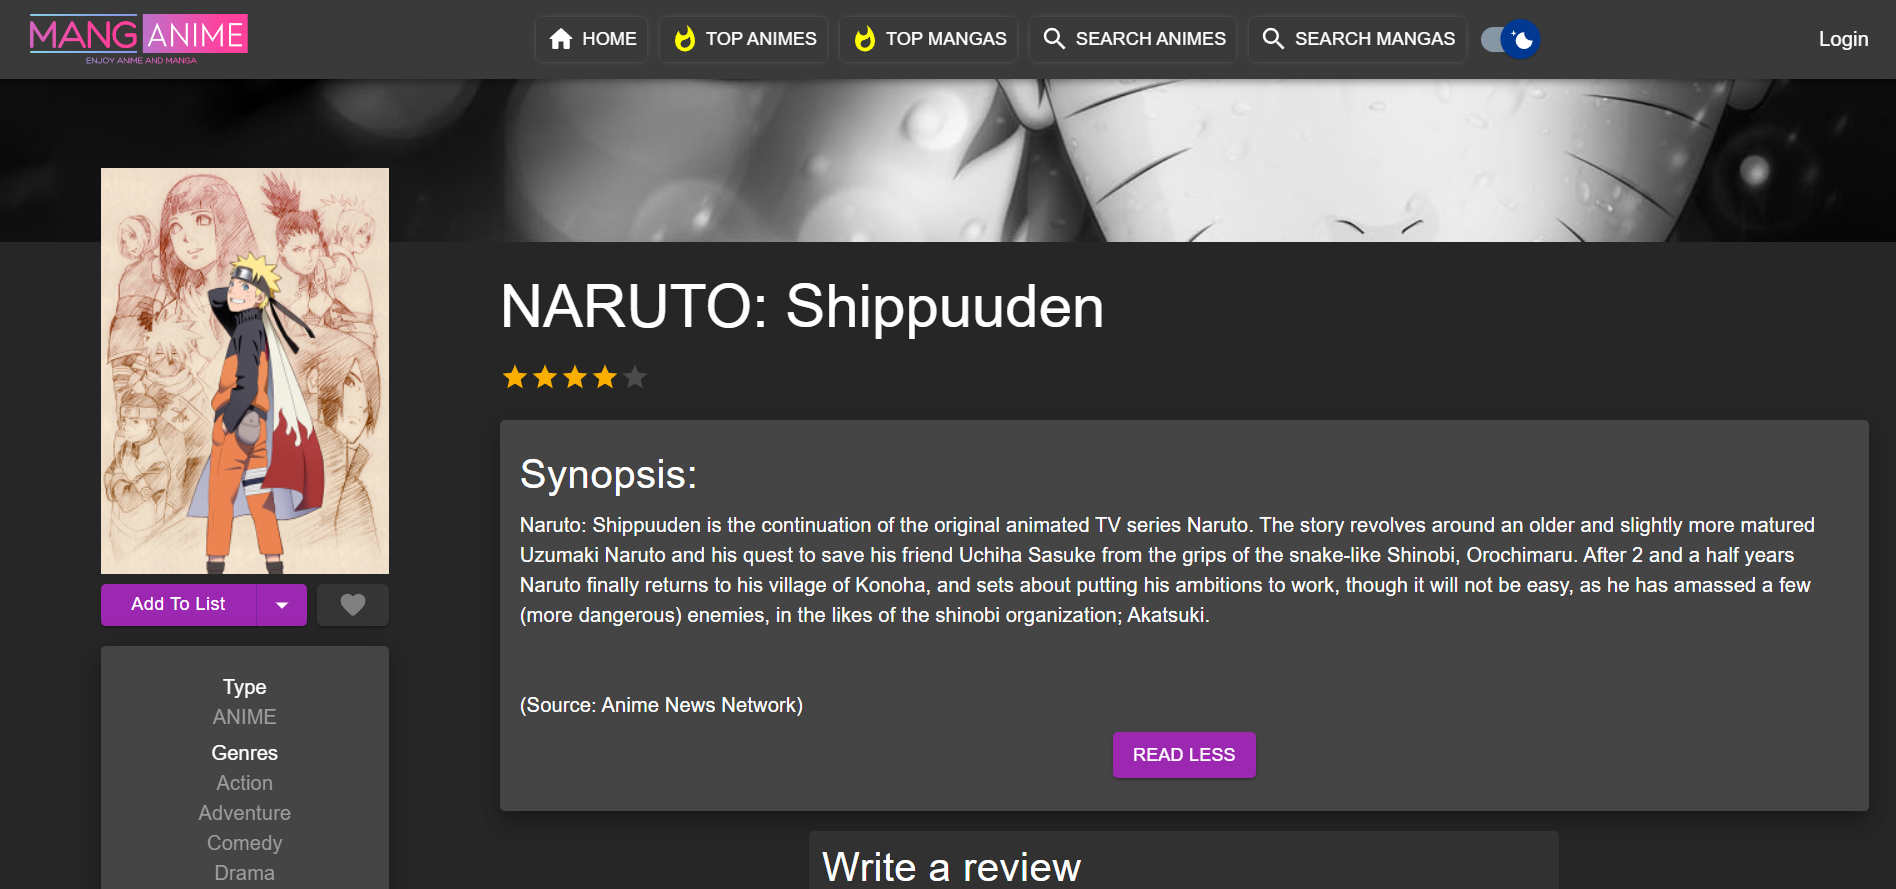 MANG ANIME
ENJOY ANIME AND MANGA
HOME
TOP ANIMES
TOP MANGAS
SEARCH ANIMES
SEARCH MANGAS
Login
NARUTO: Shippuuden
Synopsis:
Naruto: Shippuuden is the continuation of the original animated TV series Naruto. The story revolves around an older and slightly more matured
Uzumaki Naruto and his quest to save his friend Uchiha Sasuke from the grips of the snake-like Shinobi, Orochimaru. After 2 and a half years
Naruto finally returns to his village of Konoha, and sets about putting his ambitions to work, though it will not be easy, as he has amassed a few
(more dangerous) enemies, in the likes of the shinobi organization; Akatsuki.
(Source: Anime News Network)
READ LESS
Add To List
Type
ANIME
Genres
Action
Adventure
Comedy
Drama
Write a review